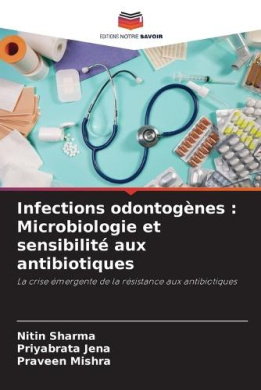 EDITIONS NOTRE SAVOIR
Infections odontogènes :
Microbiologie et
sensibilité aux
antibiotiques
La crise émergente de la résistance aux antibiotiques
Nitin Sharma
Priyabrata Jena
Praveen Mishra